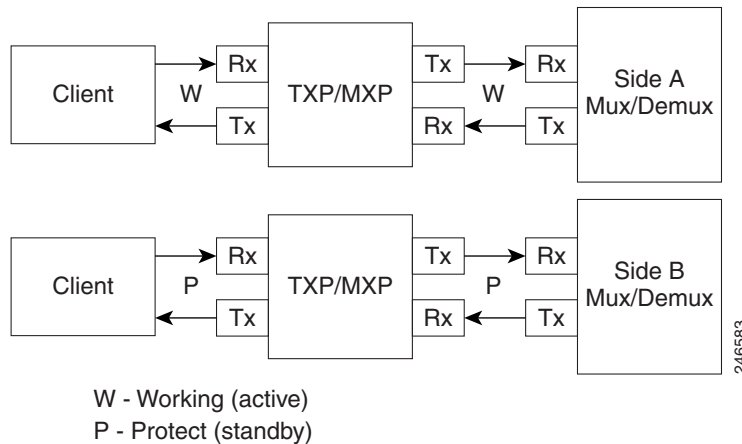 Client
W
Rx
Tx
TXP/MXP
Tx
Rx
W
Rx
Tx
Side A
Mux/Demux
Client
P
Rx
Tx
TXP/MXP
Tx
Rx
P
Rx
Tx
Side B
Mux/Demux
246583
W - Working (active)
P - Protect (standby)